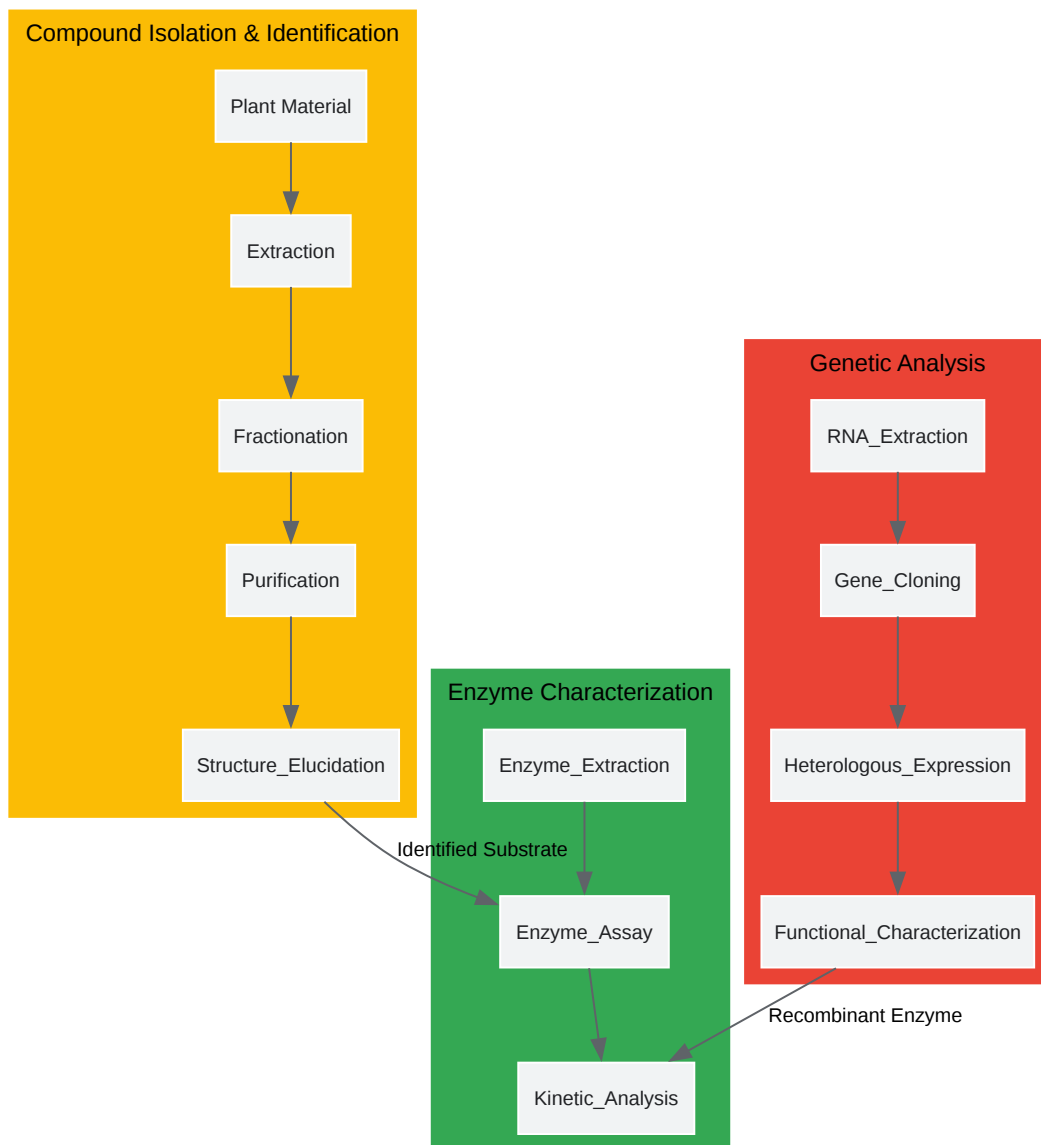 Compound Isolation & Identification
Plant Material
Extraction
Fractionation
Purification
Structure_Elucidation
Identified Substrate
Enzyme Characterization
Enzyme_Extraction
Enzyme_Assay
Kinetic_Analysis
Genetic Analysis
RNA_Extraction
Gene_Cloning
Heterologous_Expression
Functional_Characterization
Recombinant Enzyme